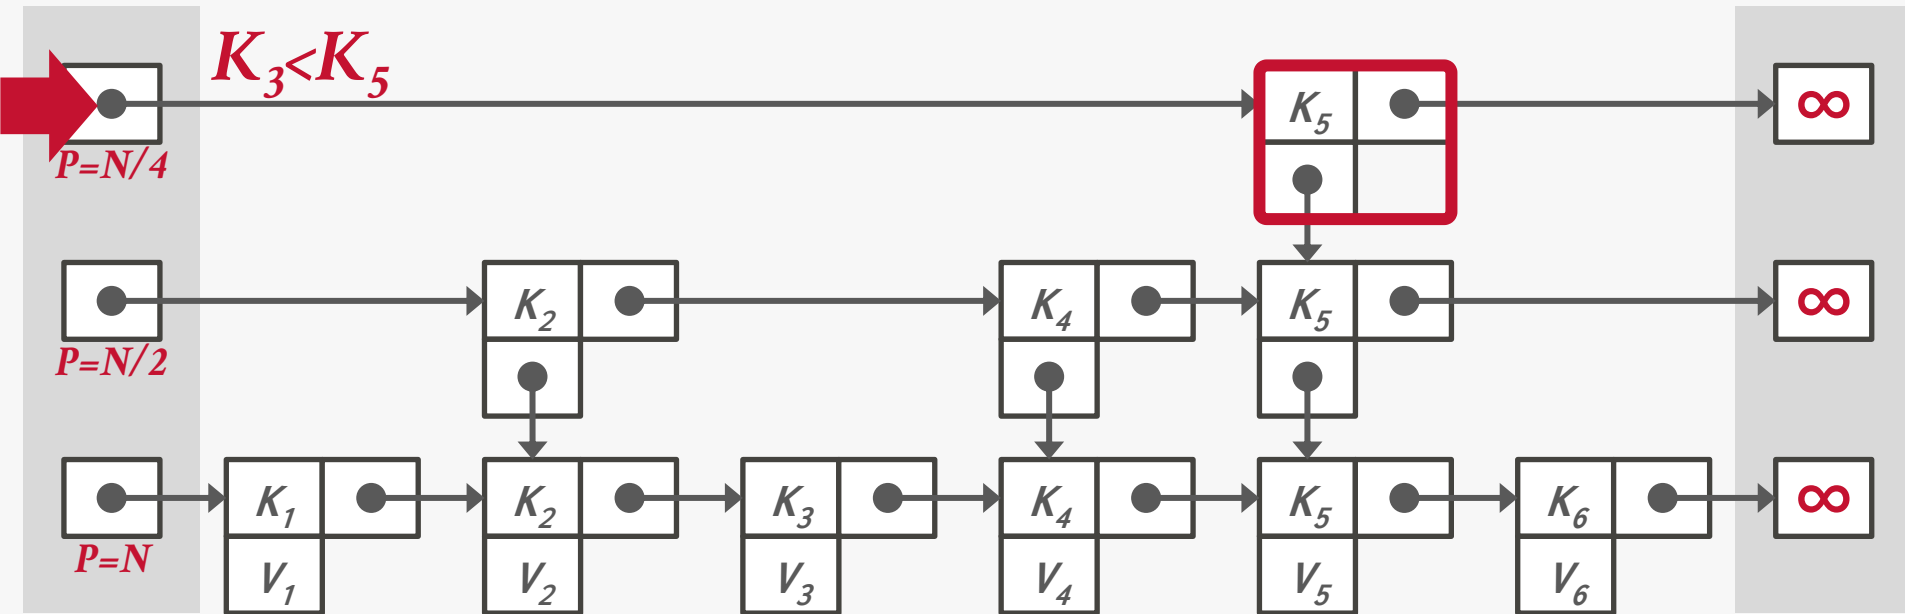 K₃<K₅
K₅ ∞
P=N/4
K₂ K₄ K₅ ∞
P=N/2
K₁ K₂ K₃ K₄ K₅ K₆ ∞
P=N
V₁ V₂ V₃ V₄ V₅ V₆